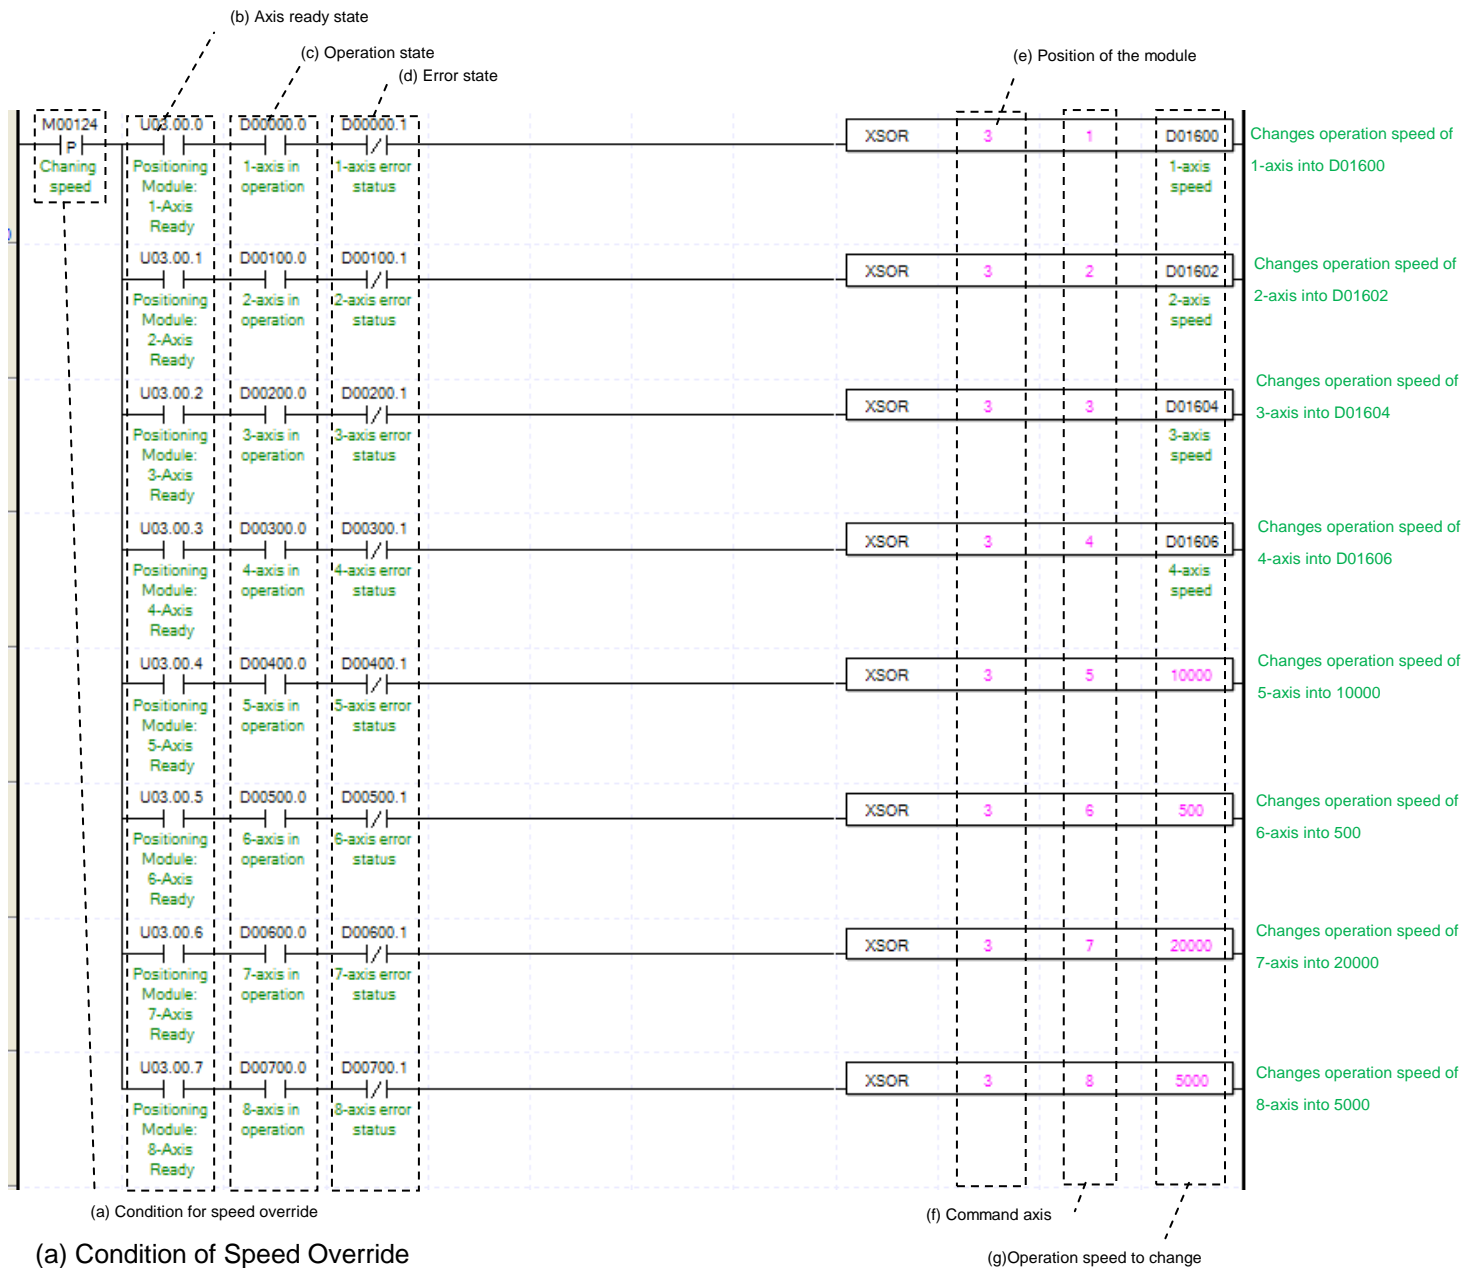 (b) Axis ready state
(c) Operation state
(d) Error state
(e) Position of the module
M00124
P
Chaning
speed
U03.00.0 D00000.0 D00000.1
Positioning
Module:
1-Axis
Ready
1-axis in
operation
1-axis error
status
XSOR 3 1 D01600
1-axis
speed
Changes operation speed of
1-axis into D01600
U03.00.1 D00100.0 D00100.1
Positioning
Module:
2-Axis
Ready
2-axis in
operation
2-axis error
status
XSOR 3 2 D01602
2-axis
speed
Changes operation speed of
2-axis into D01602
U03.00.2 D00200.0 D00200.1
Positioning
Module:
3-Axis
Ready
3-axis in
operation
3-axis error
status
XSOR 3 3 D01604
3-axis
speed
Changes operation speed of
3-axis into D01604
U03.00.3 D00300.0 D00300.1
Positioning
Module:
4-Axis
Ready
4-axis in
operation
4-axis error
status
XSOR 3 4 D01606
4-axis
speed
Changes operation speed of
4-axis into D01606
U03.00.4 D00400.0 D00400.1
Positioning
Module:
5-Axis
Ready
5-axis in
operation
5-axis error
status
XSOR 3 5 10000
Changes operation speed of
5-axis into 10000
U03.00.5 D00500.0 D00500.1
Positioning
Module:
6-Axis
Ready
6-axis in
operation
6-axis error
status
XSOR 3 6 500
Changes operation speed of
6-axis into 500
U03.00.6 D00600.0 D00600.1
Positioning
Module:
7-Axis
Ready
7-axis in
operation
7-axis error
status
XSOR 3 7 20000
Changes operation speed of
7-axis into 20000
U03.00.7 D00700.0 D00700.1
Positioning
Module:
8-Axis
Ready
8-axis in
operation
8-axis error
status
XSOR 3 8 5000
Changes operation speed of
8-axis into 5000
(a) Condition for speed override
(f) Command axis
(g)Operation speed to change
(a) Condition of Speed Override